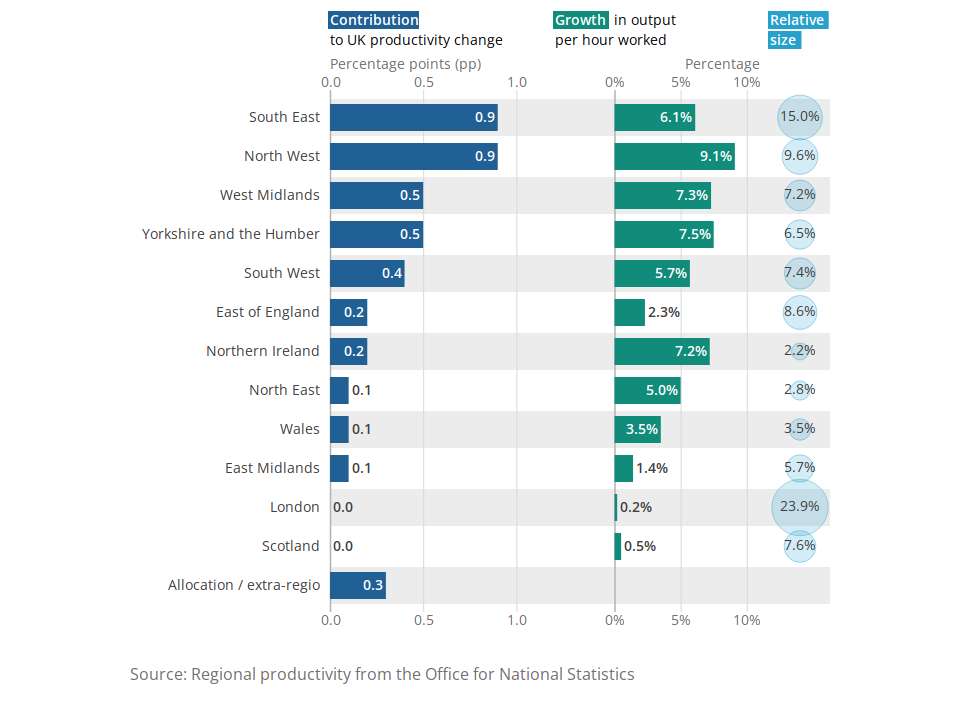 Contribution Growth in output Relative
to UK productivity change per hour worked size
Percentage points (pp) Percentage
0.0 0.5 1.0 0% 5% 10%
South East 0.9 6.1% 15.0%
North West 0.9 9.1% 9.6%
West Midlands 0.5 7.3% 7.2%
Yorkshire and the Humber 0.5 7.5% 6.5%
South West 0.4 5.7% 7.4%
East of England 0.2 2.3% 8.6%
Northern Ireland 0.2 7.2% 2.2%
North East 0.1 5.0% 2.8%
Wales 0.1 3.5% 3.5%
East Midlands 0.1 1.4% 5.7%
London 0.0 0.2% 23.9%
Scotland 0.0 0.5% 7.6%
Allocation / extra-regio 0.3
0.0 0.5 1.0 0% 5% 10%
Source: Regional productivity from the Office for National Statistics